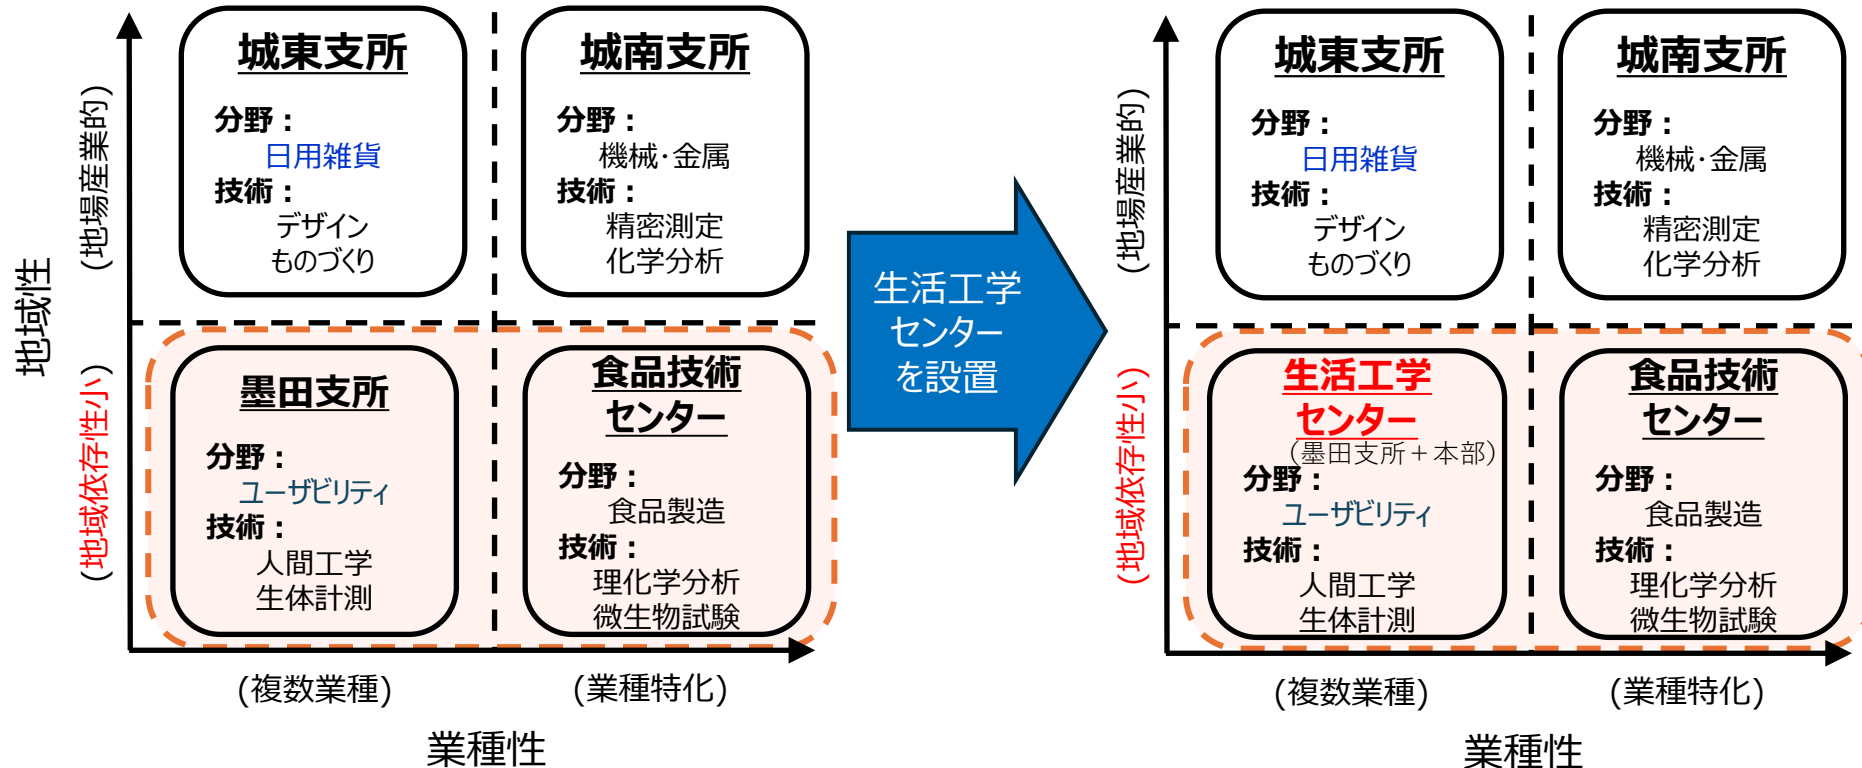 地域性
(地場産業的)
(地域依存性小)
城東支所
分野：
日用雑貨
技術：
デザイン
ものづくり
城南支所
分野：
機械・金属
技術：
精密測定
化学分析
墨田支所
分野：
ユーザビリティ
技術：
人間工学
生体計測
食品技術
センター
分野：
食品製造
技術：
理化学分析
微生物試験
(複数業種)
(業種特化)
業種性
生活工学
センター
を設置
(地場産業的)
(地域依存性小)
城東支所
分野：
日用雑貨
技術：
デザイン
ものづくり
城南支所
分野：
機械・金属
技術：
精密測定
化学分析
生活工学
センター
（墨田支所＋本部）
分野：
ユーザビリティ
技術：
人間工学
生体計測
食品技術
センター
分野：
食品製造
技術：
理化学分析
微生物試験
(複数業種)
(業種特化)
業種性